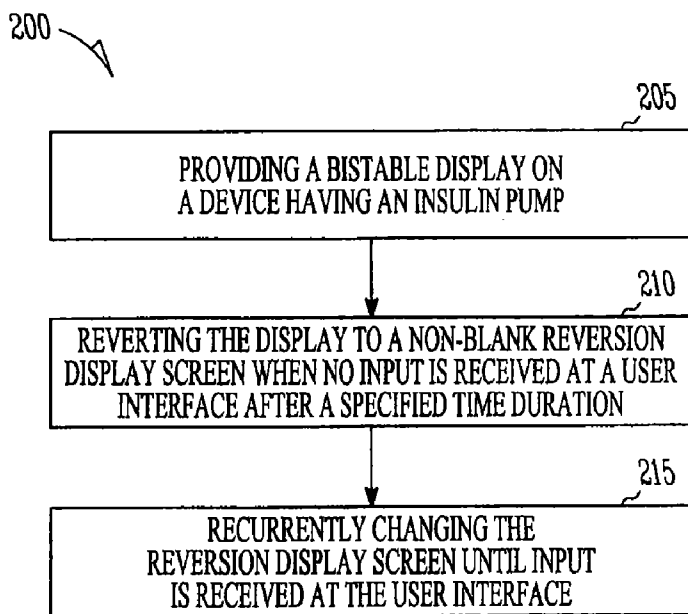 200
205
PROVIDING A BISTABLE DISPLAY ON
A DEVICE HAVING AN INSULIN PUMP
210
REVERTING THE DISPLAY TO A NON-BLANK REVERSION
DISPLAY SCREEN WHEN NO INPUT IS RECEIVED AT A USER
INTERFACE AFTER A SPECIFIED TIME DURATION
215
RECURRENTLY CHANGING THE
REVERSION DISPLAY SCREEN UNTIL INPUT
IS RECEIVED AT THE USER INTERFACE